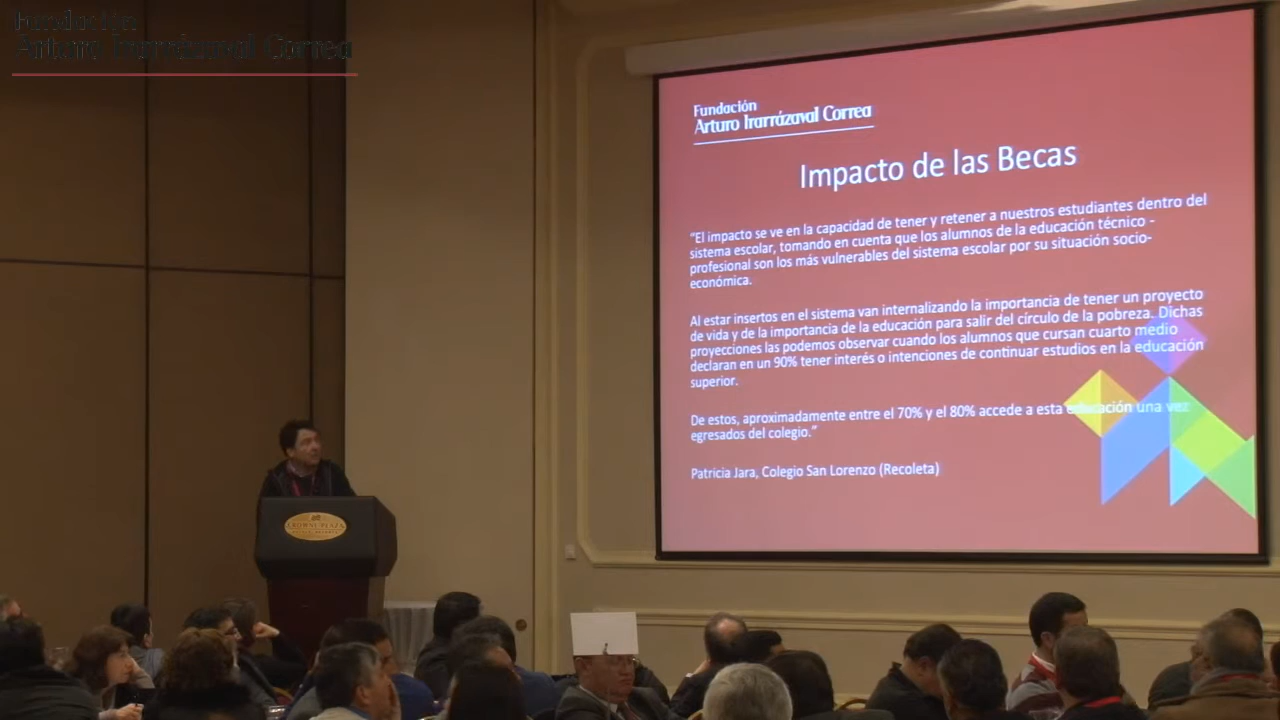 Fundación
Arturo Irarrázaval Correa
Fundación
Arturo Irarrázaval Correa
Impacto de las Becas
"El impacto se ve en la capacidad de tener y retener a nuestros estudiantes dentro del
sistema escolar, tomando en cuenta que los alumnos de la educación técnico -
profesional son los más vulnerables del sistema escolar por su situación socio-
económica.
Al estar insertos en el sistema van internalizando la importancia de tener un proyecto
de vida y de la importancia de la educación para salir del círculo de la pobreza. Dichas
proyecciones las podemos observar cuando los alumnos que cursan cuarto medio
declaran en un 90% tener interés o intenciones de continuar estudios en la educación
superior.
De estos, aproximadamente entre el 70% y el 80% accede a esta educación una vez
egresados del colegio."
Patricia Jara, Colegio San Lorenzo (Recoleta)
CROWNE PLAZA